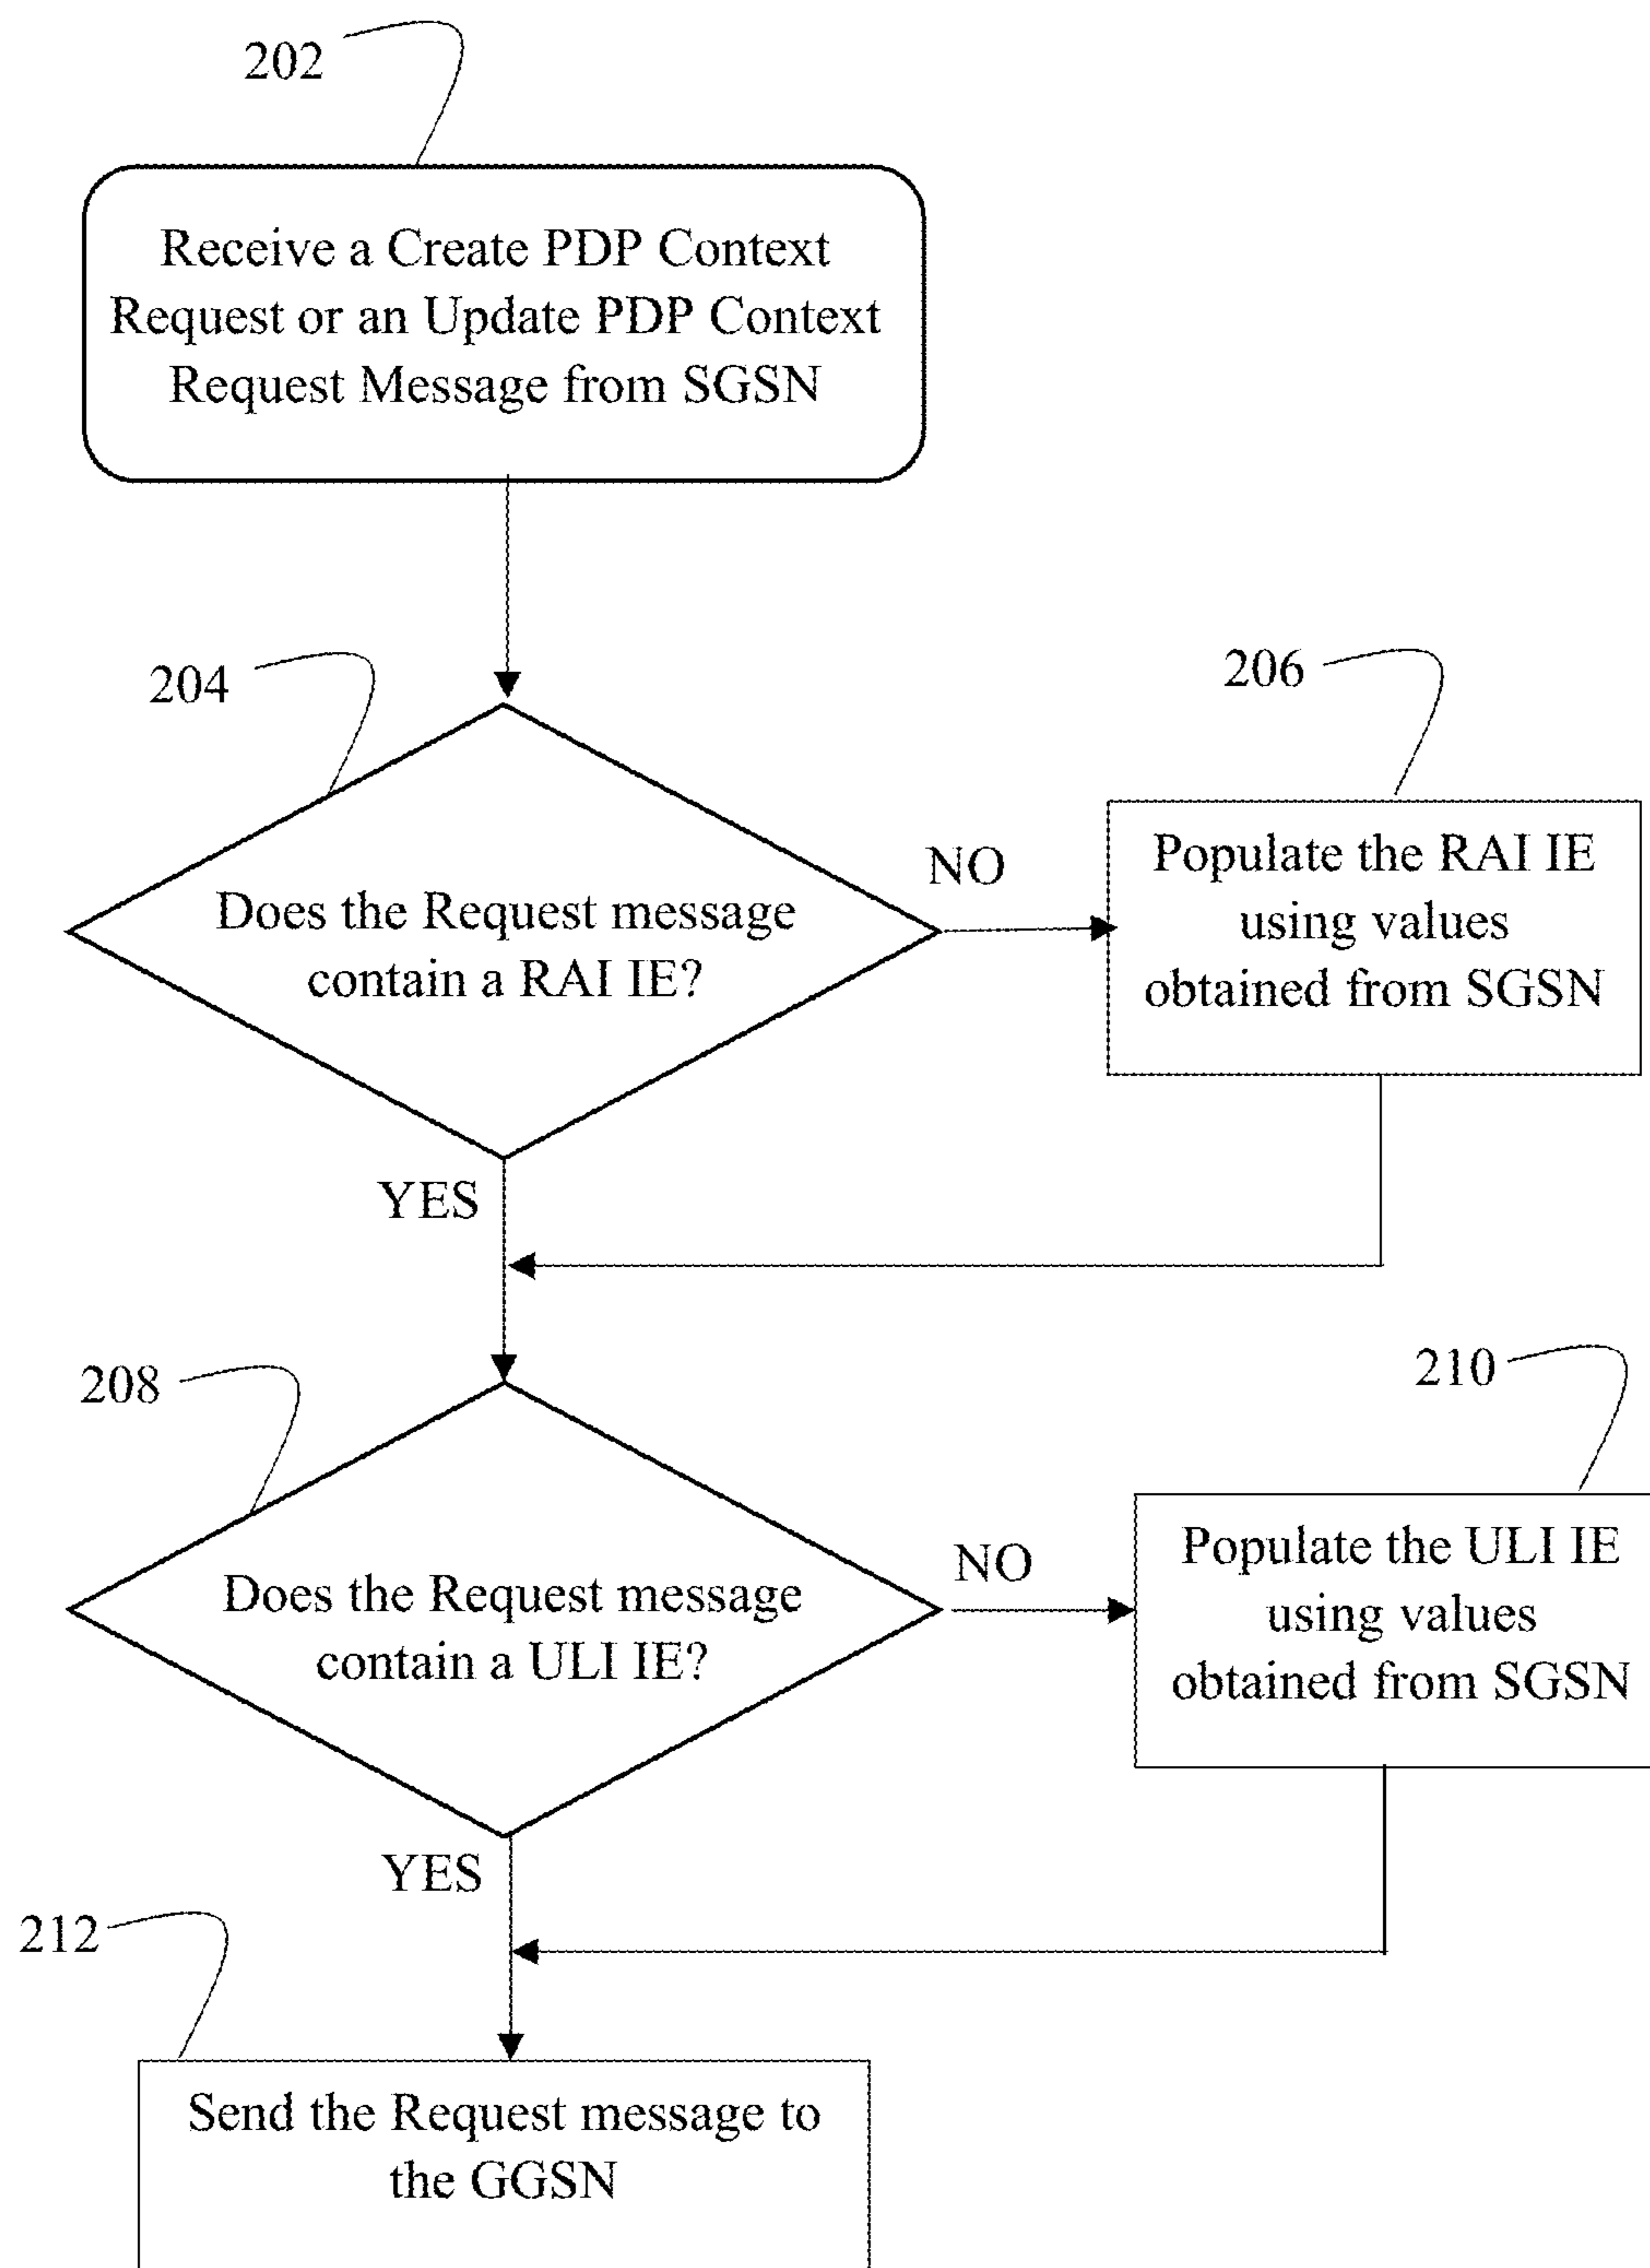 202
Receive a Create PDP Context
Request or an Update PDP Context
Request Message from SGSN
204
206
Does the Request message
contain a RAI IE?
NO
Populate the RAI IE
using values
obtained from SGSN
YES
208
210
Does the Request message
contain a ULI IE?
NO
Populate the ULI IE
using values
obtained from SGSN
YES
212
Send the Request message to
the GGSN